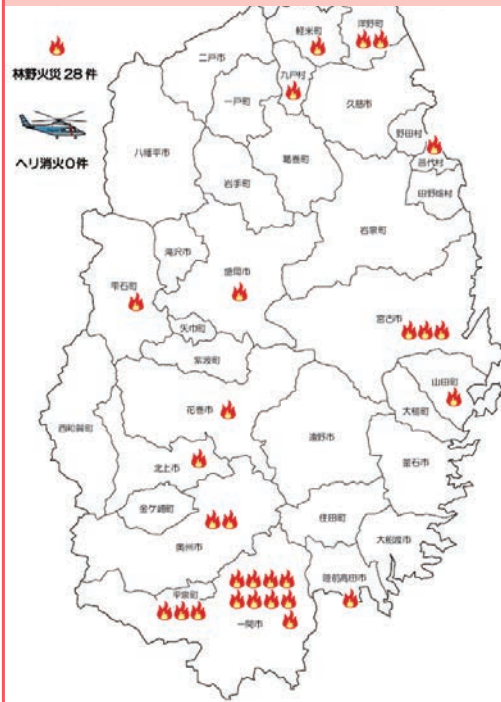 林野火災28件
ヘリ消火0件
軽米町
洋野町
二戸市
九戸村
一戸町
久慈市
野田村
普代村
田野畑村
八幡平市
葛巻町
岩手町
岩泉町
滝沢市
盛岡市
雫石町
宮古市
矢巾町
紫波町
山田町
大槌町
花巻市
西和賀町
遠野市
釜石市
北上市
金ケ崎町
住田町
奥州市
大船渡市
陸前高田市
平泉町
一関市